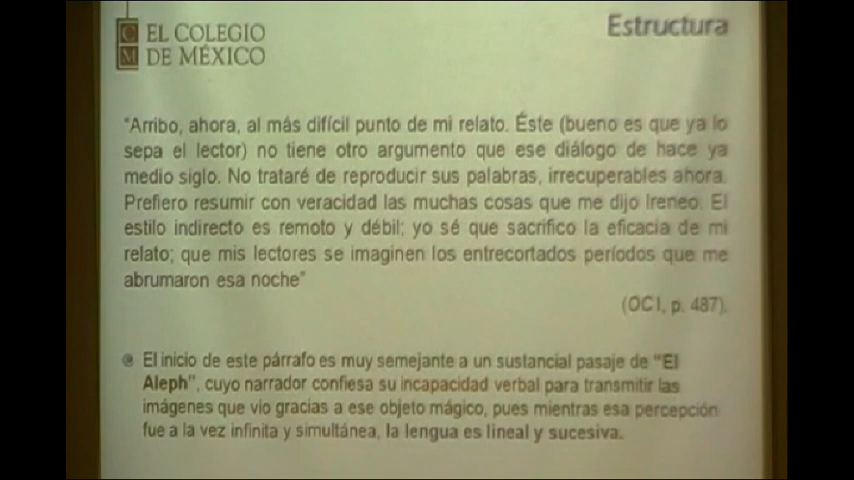 EL COLEGIO
DE MÉXICO
Estructura
"Arribo, ahora, al más difícil punto de mi relato. Éste (bueno es que ya lo
sepa el lector) no tiene otro argumento que ese diálogo de hace ya
medio siglo. No trataré de reproducir sus palabras, irrecuperables ahora.
Prefiero resumir con veracidad las muchas cosas que me dijo Ireneo. El
estilo indirecto es remoto y débil; yo sé que sacrifico la eficacia de mi
relato; que mis lectores se imaginen los entrecortados períodos que me
abrumaron esa noche"
(OC I, p. 487).
El inicio de este párrafo es muy semejante a un sustancial pasaje de "El
Aleph", cuyo narrador confiesa su incapacidad verbal para transmitir las
imágenes que vio gracias a ese objeto mágico, pues mientras esa percepción
fue a la vez infinita y simultánea, la lengua es lineal y sucesiva.